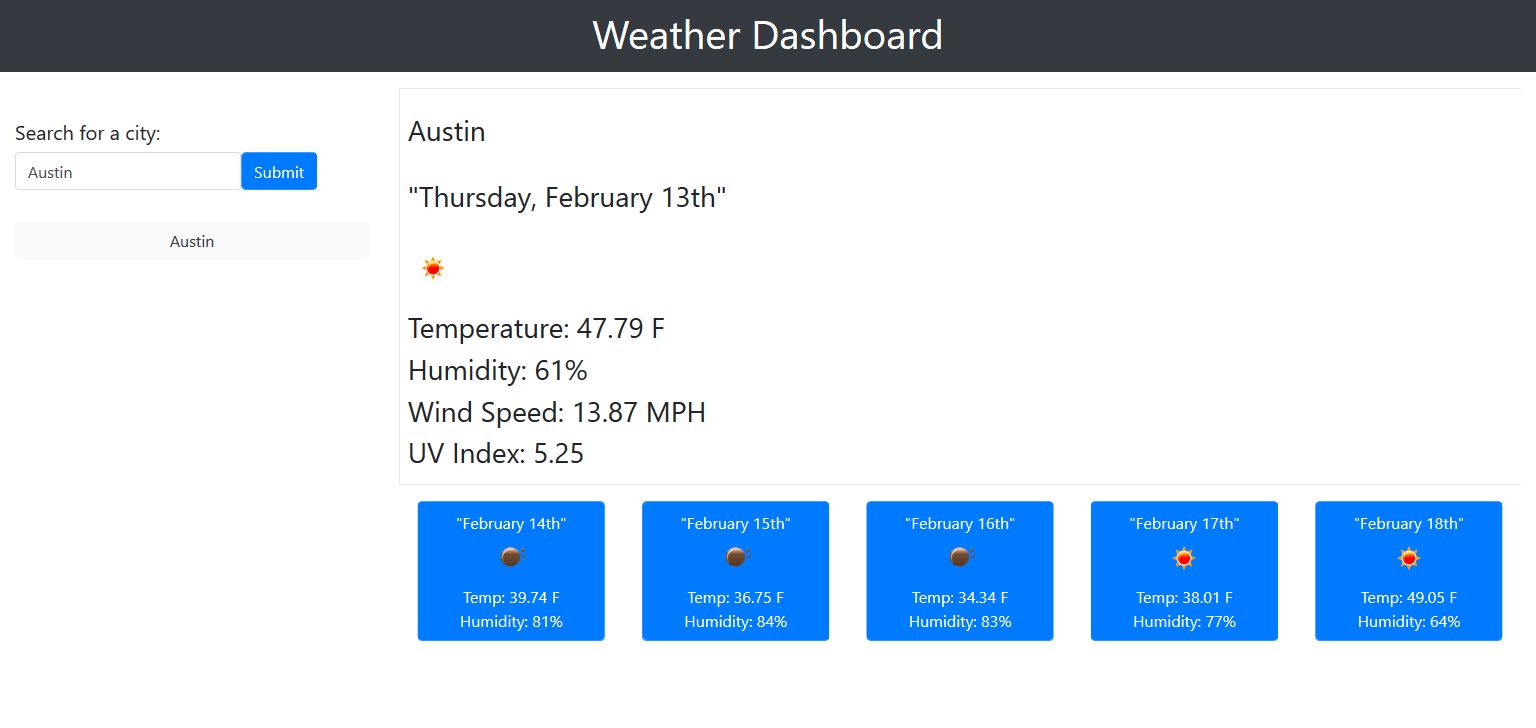 Weather Dashboard
Search for a city:
Austin
Submit
Austin
Austin
"Thursday, February 13th"
Temperature: 47.79 F
Humidity: 61%
Wind Speed: 13.87 MPH
UV Index: 5.25
"February 14th"
Temp: 39.74 F
Humidity: 81%
"February 15th"
Temp: 36.75 F
Humidity: 84%
"February 16th"
Temp: 34.34 F
Humidity: 83%
"February 17th"
Temp: 38.01 F
Humidity: 77%
"February 18th"
Temp: 49.05 F
Humidity: 64%